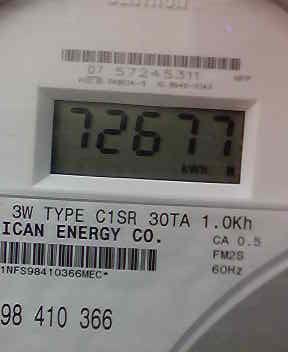 07 57245311
72677
kWh
3W TYPE C1SR 30TA 1.0Kh
ICAN ENERGY CO.
CA 0.5
FM2S
60Hz
1NFS98410366MEC*
98 410 366